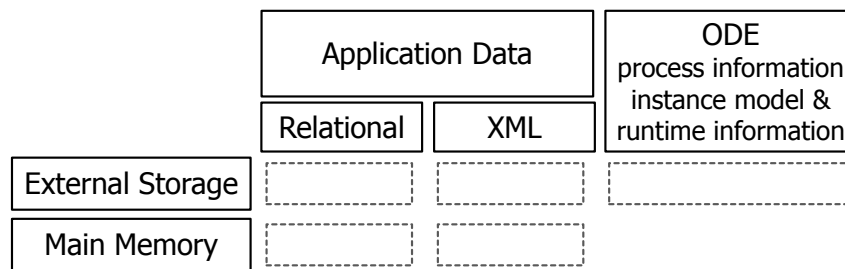 Application Data
ODE
process information
instance model &
runtime information
Relational
XML
External Storage
Main Memory